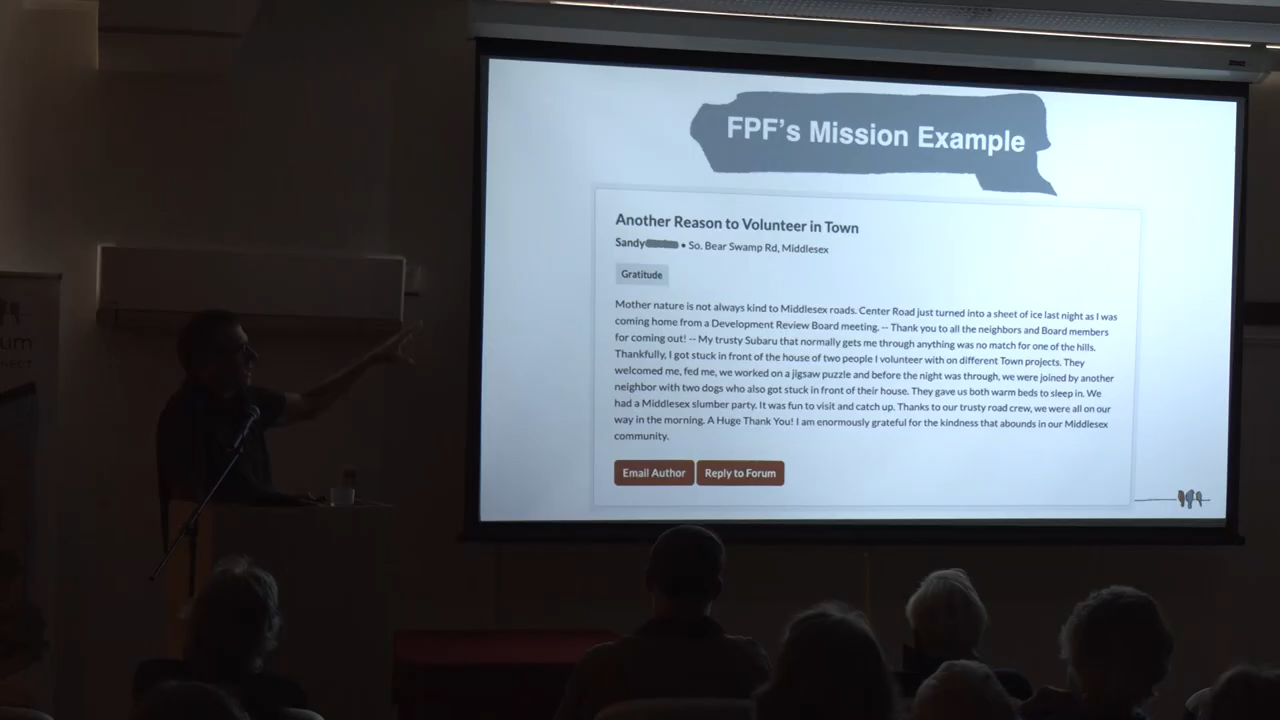 FPF's Mission Example
Another Reason to Volunteer in Town
Sandy • So. Bear Swamp Rd, Middlesex
Gratitude
Mother nature is not always kind to Middlesex roads. Center Road just turned into a sheet of ice last night as I was
coming home from a Development Review Board meeting. -- Thank you to all the neighbors and Board members
for coming out! -- My trusty Subaru that normally gets me through anything was no match for one of the hills.
Thankfully, I got stuck in front of the house of two people I volunteer with on different Town projects. They
welcomed me, fed me, we worked on a jigsaw puzzle and before the night was through, we were joined by another
neighbor with two dogs who also got stuck in front of their house. They gave us both warm beds to sleep in. We
had a Middlesex slumber party. It was fun to visit and catch up. Thanks to our trusty road crew, we were all on our
way in the morning. A Huge Thank You! I am enormously grateful for the kindness that abounds in our Middlesex
community.
Email Author Reply to Forum